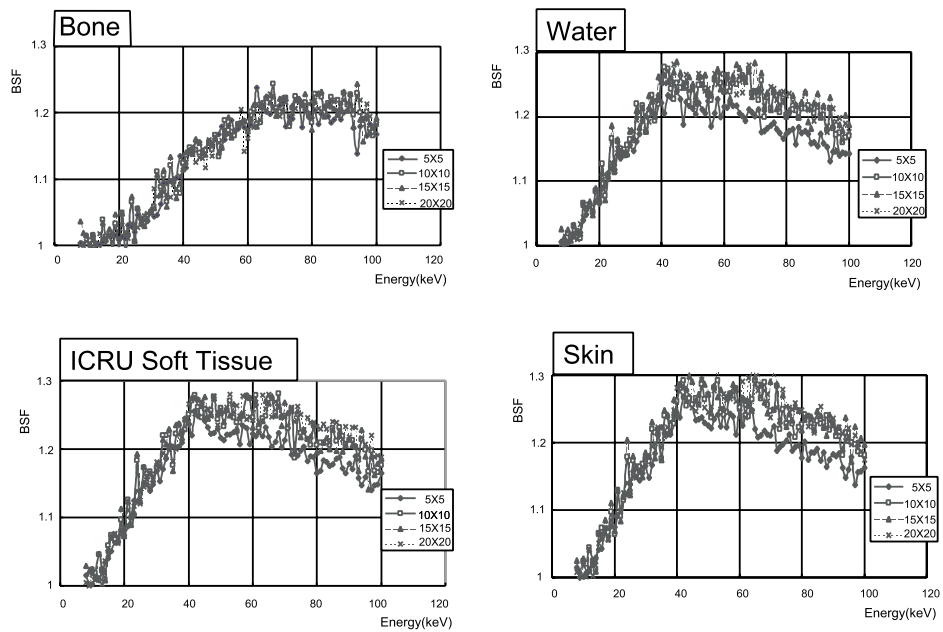 Bone
BSF
1.3
1.2
1.1
1
0 20 40 60 80 100 120
Energy(keV)
5X5
10X10
15X15
20X20
Water
BSF
1.3
1.2
1.1
1
0 20 40 60 80 100 120
Energy(keV)
5X5
10X10
15X15
20X20
ICRU Soft Tissue
BSF
1.3
1.2
1.1
1
0 20 40 60 80 100 120
Energy(keV)
5X5
10X10
15X15
20X20
Skin
BSF
1.3
1.2
1.1
1
0 20 40 60 80 100 120
Energy(keV)
5X5
10X10
15X15
20X20